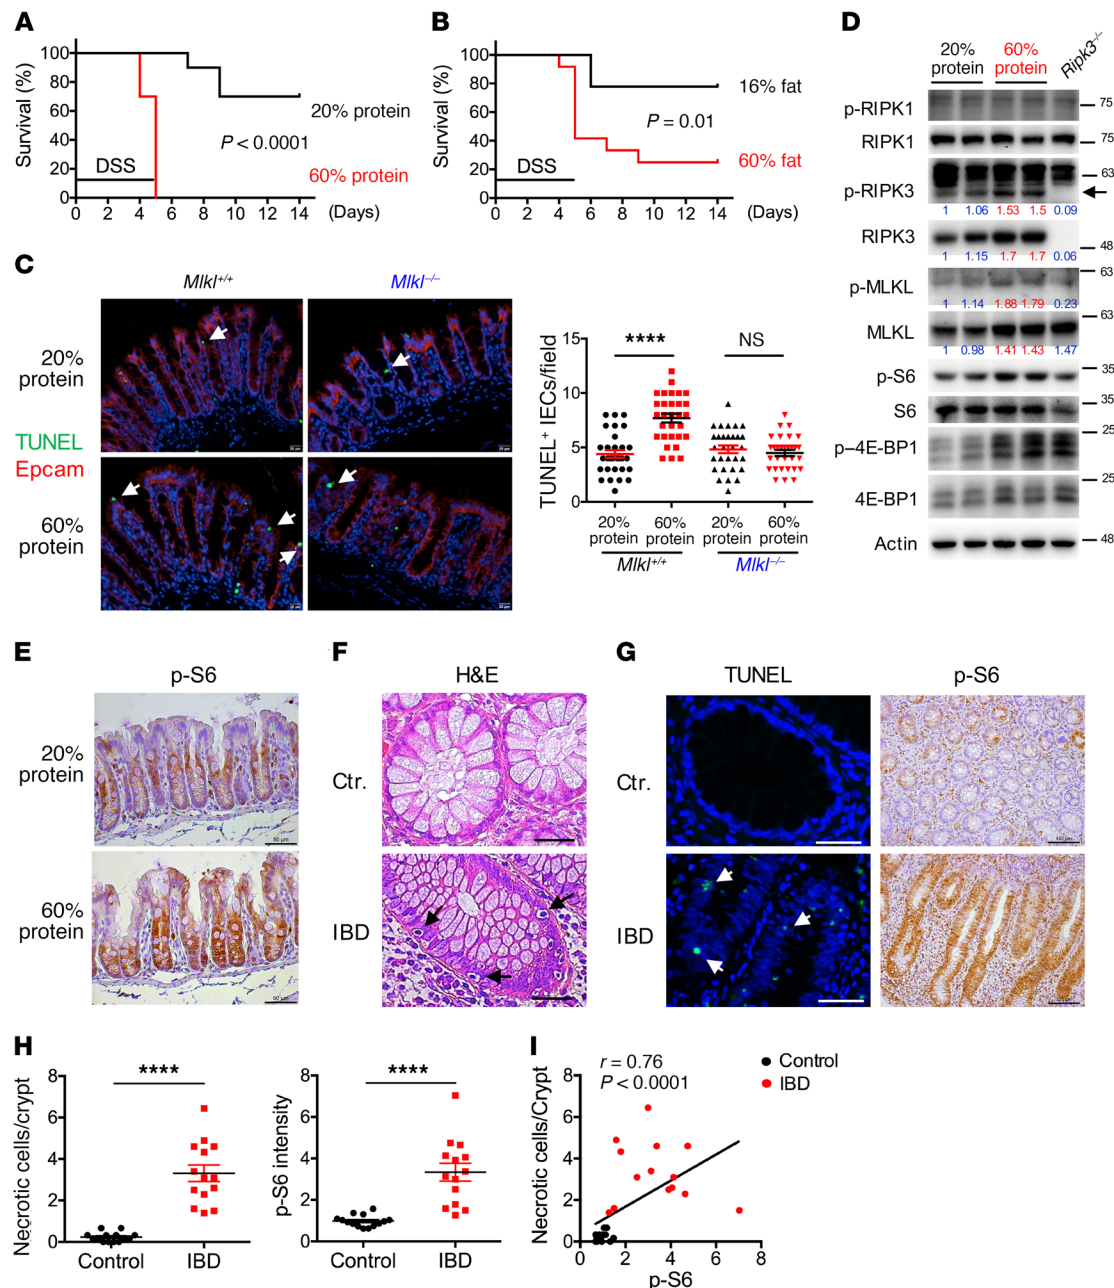 A
Survival (%)
100
80
60
40
20
0
DSS
20% protein
P < 0.0001
60% protein
0 2 4 6 8 10 12 14 (Days)
B
Survival (%)
100
80
60
40
20
0
DSS
16% fat
P = 0.01
60% fat
0 2 4 6 8 10 12 14 (Days)
C
Mlkl+/+ Mlkl–/–
20%
protein
TUNEL
Epcam
60%
protein
TUNEL+ IECs/field
15
10
5
0
**** NS
20%
protein
60%
protein
20%
protein
60%
protein
Mlkl+/+ Mlkl–/–
D
20%
protein
60%
protein
Ripk3–/–
p-RIPK1 75
RIPK1 75
p-RIPK3 63
1 1.06 1.53 1.5 0.09
RIPK3 48
1 1.15 1.7 1.7 0.06
p-MLKL 63
1 1.14 1.88 1.79 0.23
MLKL 63
1 0.98 1.41 1.43 1.47
p-S6 35
S6 35
p–4E-BP1
4E-BP1
Actin 48
E
p-S6
20%
protein
50 µm
60%
protein
50 µm
F
H&E
Ctr.
IBD
G
TUNEL p-S6
Ctr.
IBD
H
Necrotic cells/crypt
8
6
4
2
0
****
Control IBD
p-S6 intensity
8
6
4
2
0
****
Control IBD
I
r = 0.76
P < 0.0001
Control
IBD
Necrotic cells/Crypt
8
6
4
2
0
0 2 4 6 8
p-S6